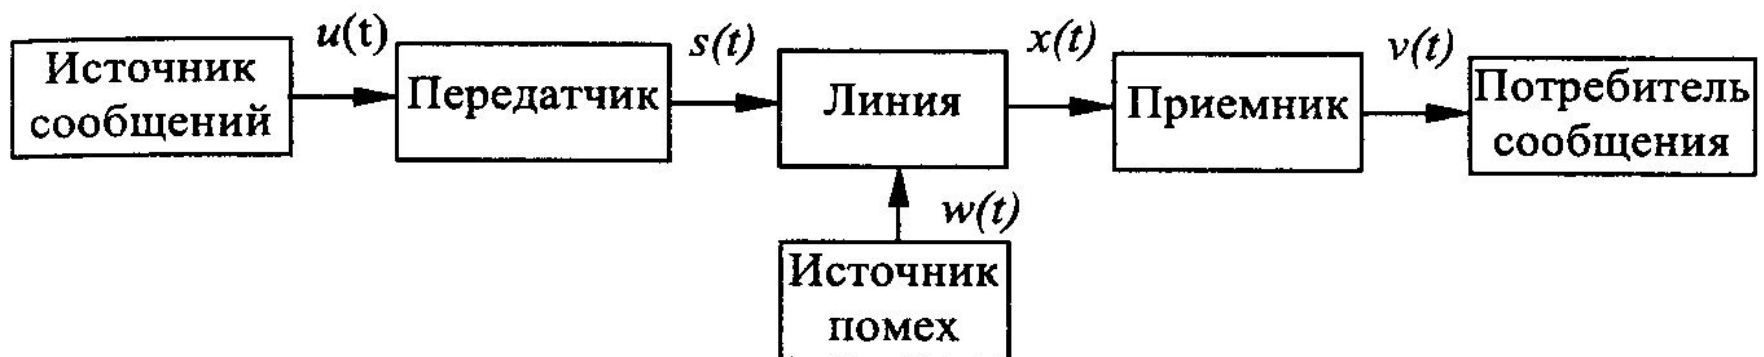 Источник
сообщений
u(t)
Передатчик
s(t)
Линия
x(t)
Приемник
v(t)
Потребитель
сообщения
w(t)
Источник
помех